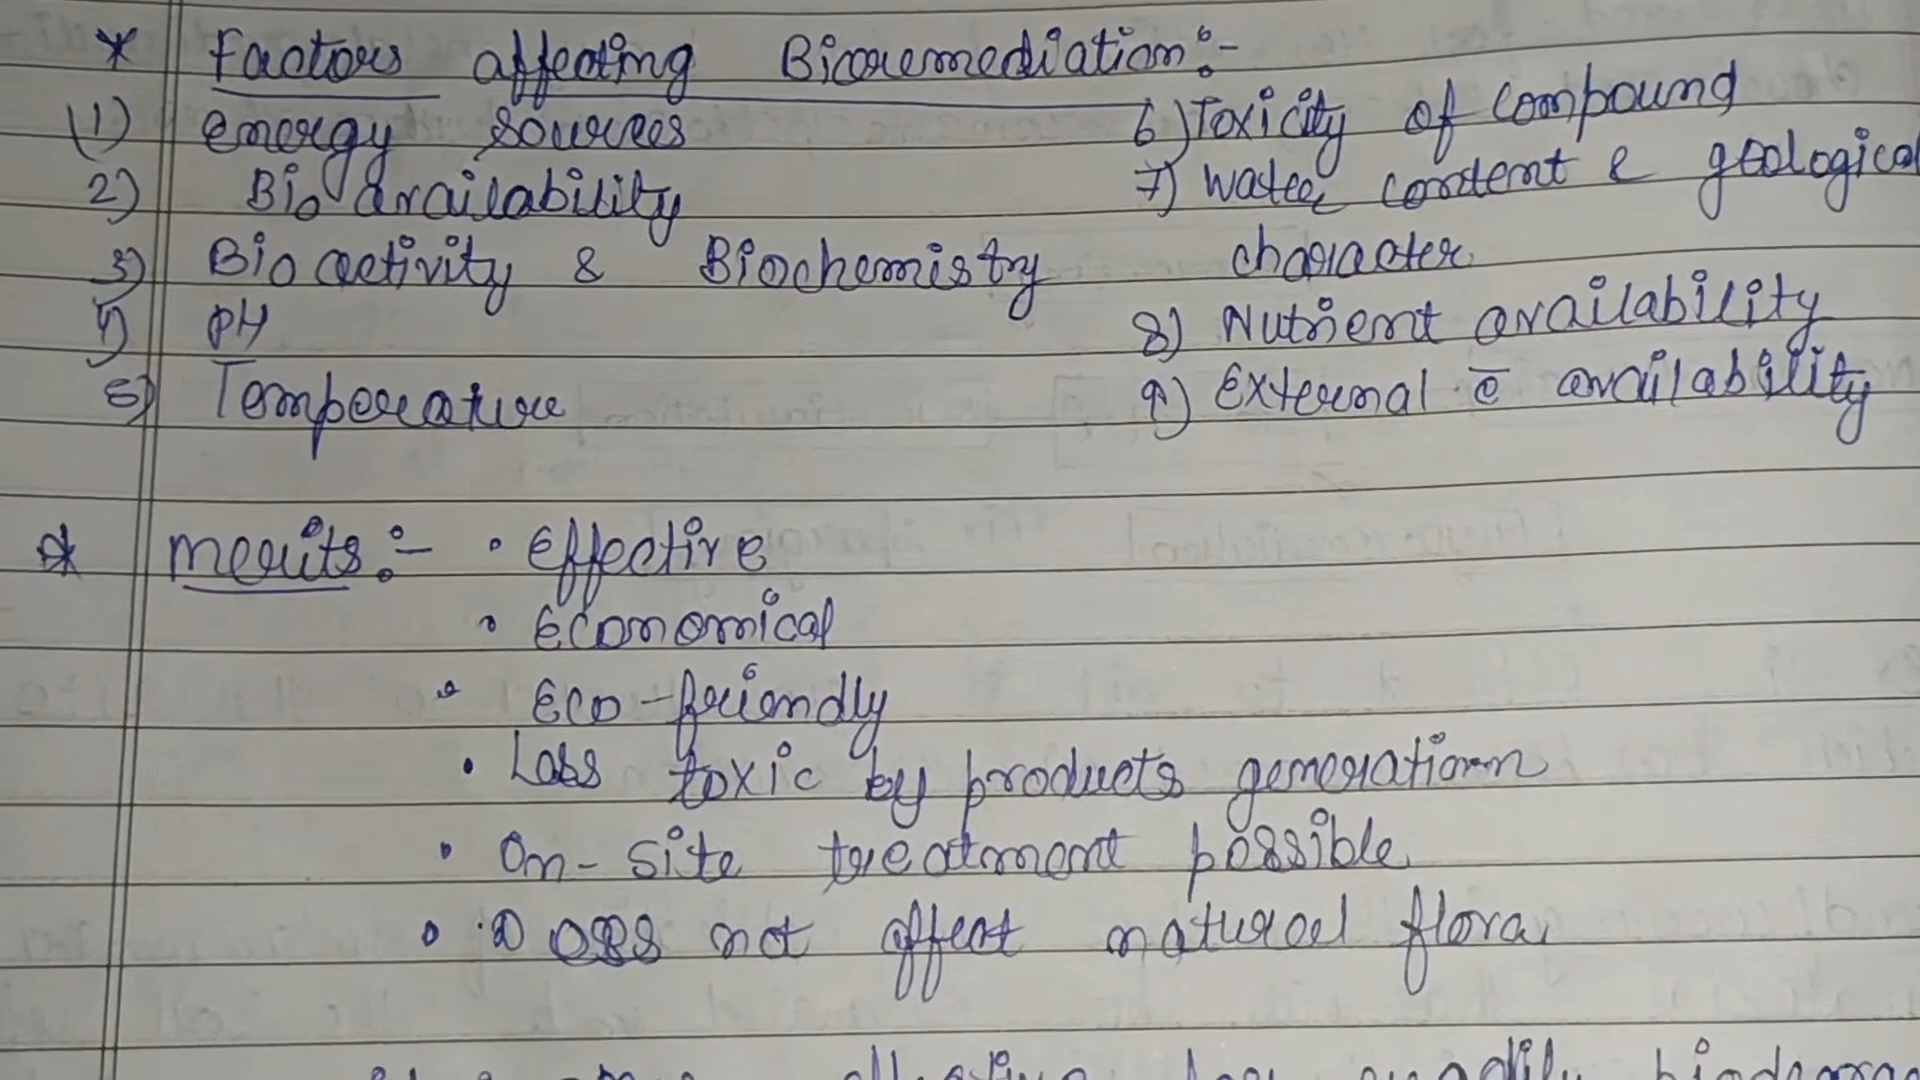 * Factors affecting Bioremediation:-
(1) energy sources
2) Bio availability
3) Bioactivity & Biochemistry
4) PH
5) Temperature
6) Toxicity of compound
7) Water content & geological
character
8) Nutrient availability
9) External ē availability
* merits:- • Effective
• Economical
• Eco-friendly
• Less toxic by products generation
• On-site treatment possible
• Does not affect natural flora